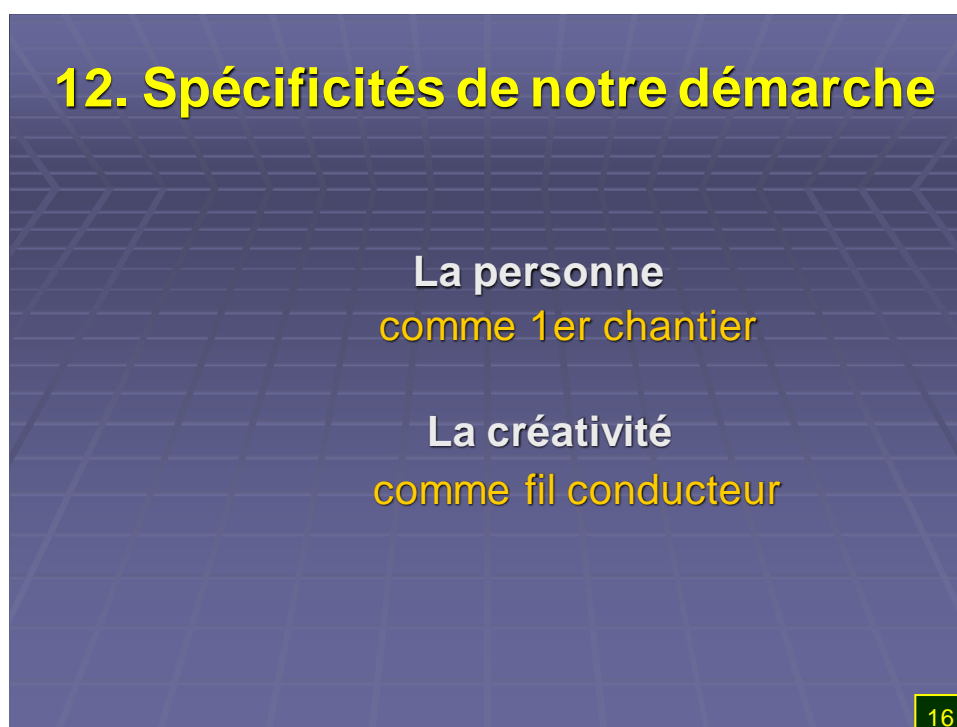 12. Spécificités de notre démarche
La personne
comme 1er chantier
La créativité
comme fil conducteur
16